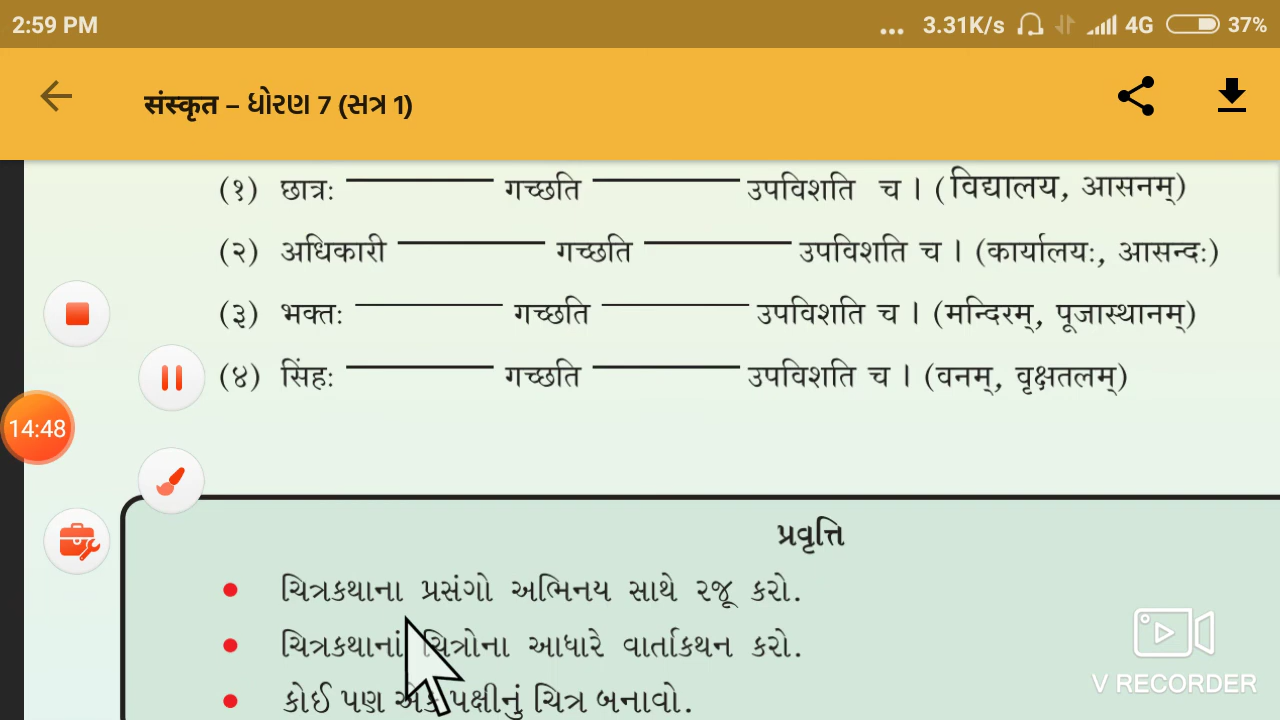 2:59 PM ... 3.31K/s 4G 37%
संस्कृत – ધોરણ 7 (સત્ર 1)
(१) छात्रः ———— गच्छति ———— उपविशति च । (विद्यालय, आसनम्)
(२) अधिकारी ———— गच्छति ———— उपविशति च । (कार्यालयः, आसन्दः)
(३) भक्तः ———— गच्छति ———— उपविशति च । (मन्दिरम्, पूजास्थानम्)
(४) सिंहः ———— गच्छति ———— उपविशति च । (वनम्, वृक्षतलम्)
14:48
પ્રવૃત્તિ
• ચિત્રકથાના પ્રસંગો અભિનય સાથે રજૂ કરો.
• ચિત્રકથાનાં ચિત્રોના આધારે વાર્તાકથન કરો.
• કોઈ પણ એક પક્ષીનું ચિત્ર બનાવો.
V RECORDER